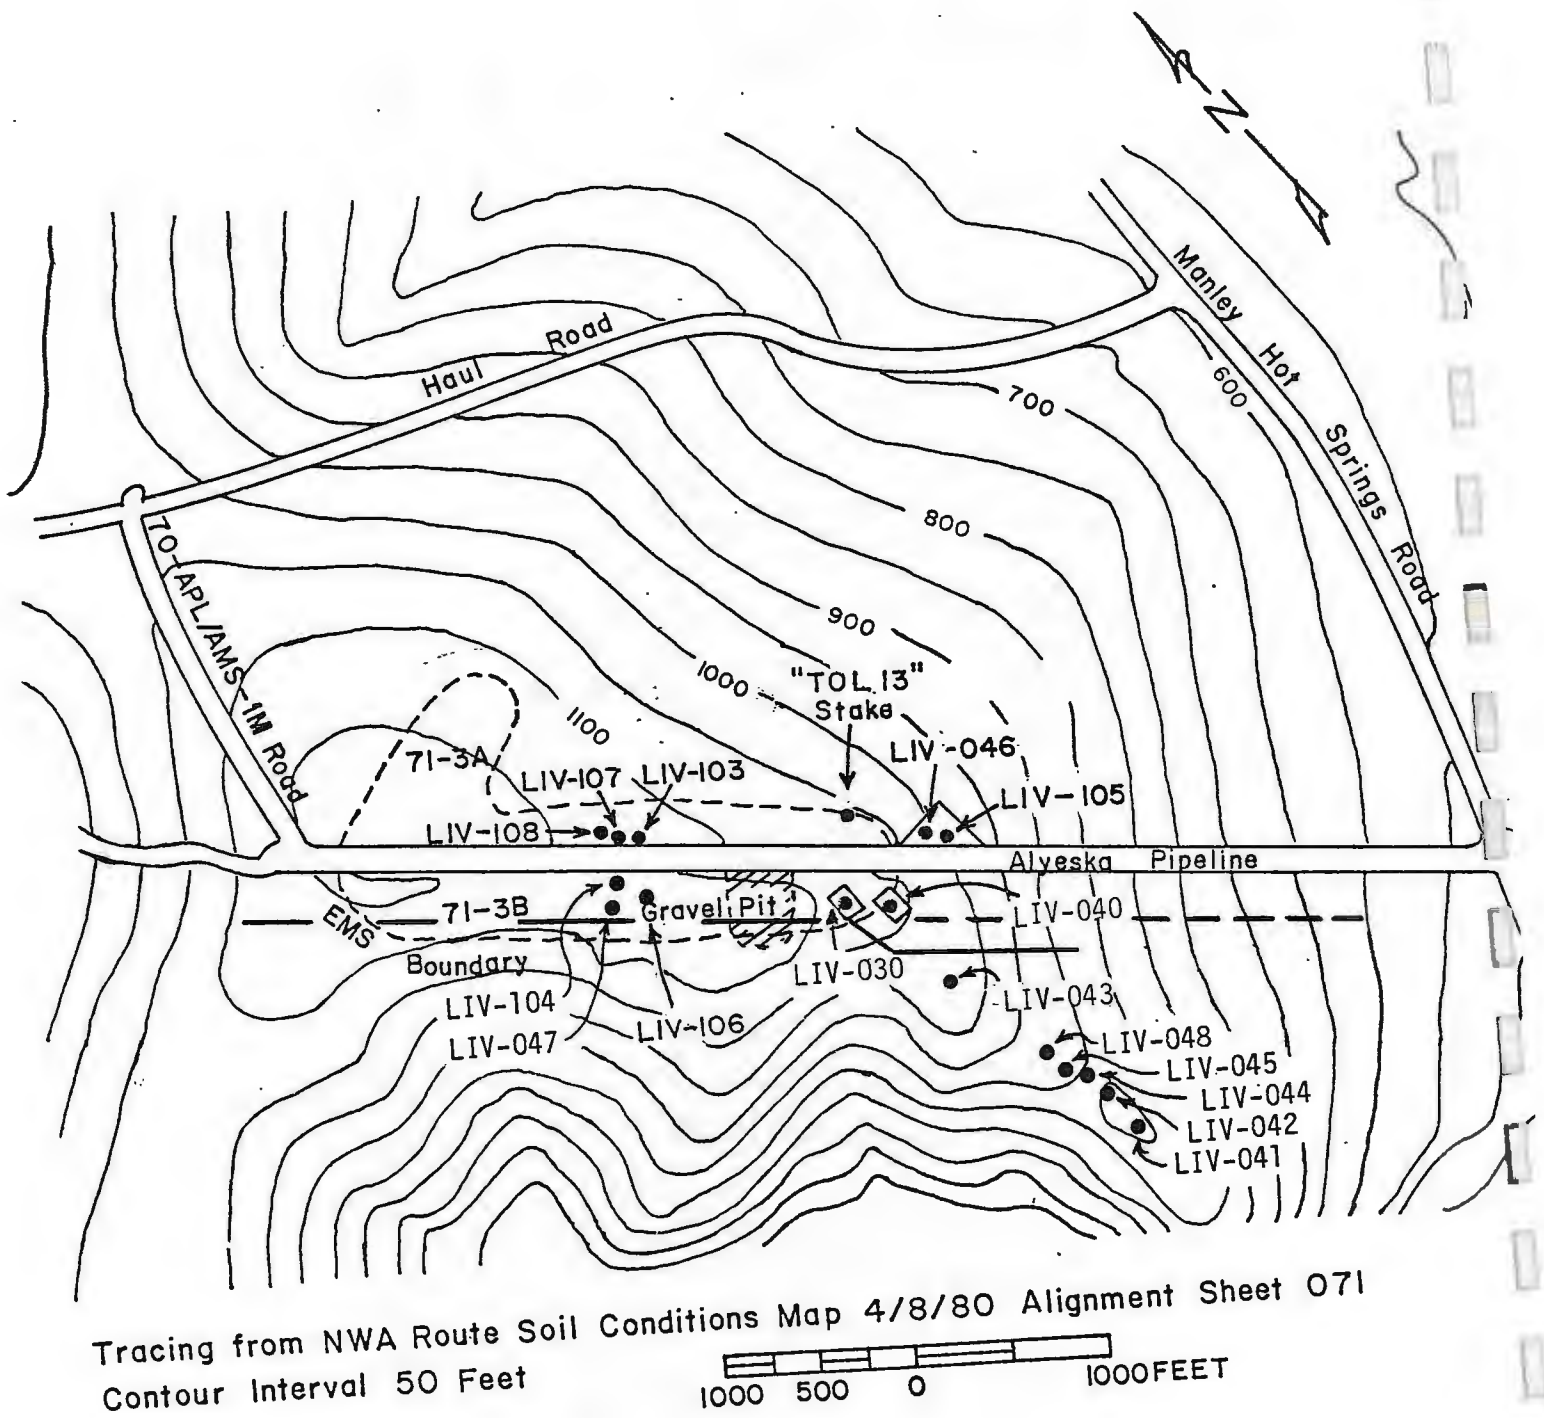 N
Manley Hot Springs Road
Haul Road
600
700
800
900
1000
1100
70-APL/AMS-1M Road
"TOL.13"
Stake
LIV-046
LIV-105
71-3A
LIV-107
LIV-103
LIV-108
Alyeska Pipeline
71-3B
Gravel Pit
LIV-040
EMS
Boundary
LIV-030
LIV-104
LIV-043
LIV-047
LIV-106
LIV-048
LIV-045
LIV-044
LIV-042
LIV-041
Tracing from NWA Route Soil Conditions Map 4/8/80 Alignment Sheet 071
Contour Interval 50 Feet
1000 500 0 1000 FEET